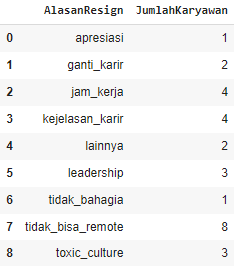 AlasanResign JumlahKaryawan
0 apresiasi 1
1 ganti_karir 2
2 jam_kerja 4
3 kejelasan_karir 4
4 lainnya 2
5 leadership 3
6 tidak_bahagia 1
7 tidak_bisa_remote 8
8 toxic_culture 3